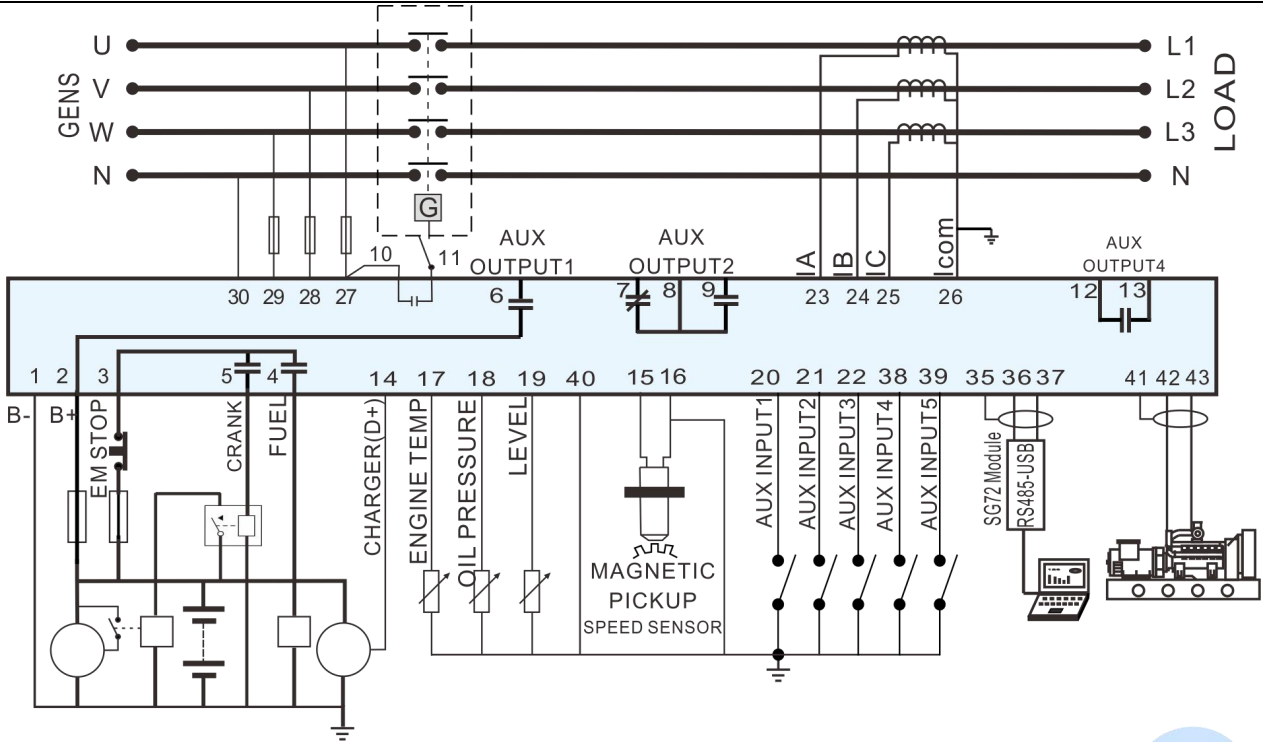 U
V
W
N
GENS
L1
L2
L3
N
LOAD
G
10
11
AUX
OUTPUT1
AUX
OUTPUT2
IA
IB
IC
Icom
AUX
OUTPUT4
30
29
28
27
6
7
8
9
23
24
25
26
12
13
1
2
3
5
4
14
17
18
19
40
15
16
20
21
22
38
39
35
36
37
41
42
43
B-
B+
EM STOP
CRANK
FUEL
CHARGER(D+)
ENGINE TEMP
OIL PRESSURE
LEVEL
MAGNETIC
PICKUP
SPEED SENSOR
AUX INPUT1
AUX INPUT2
AUX INPUT3
AUX INPUT4
AUX INPUT5
SG72 Module
RS485-USB